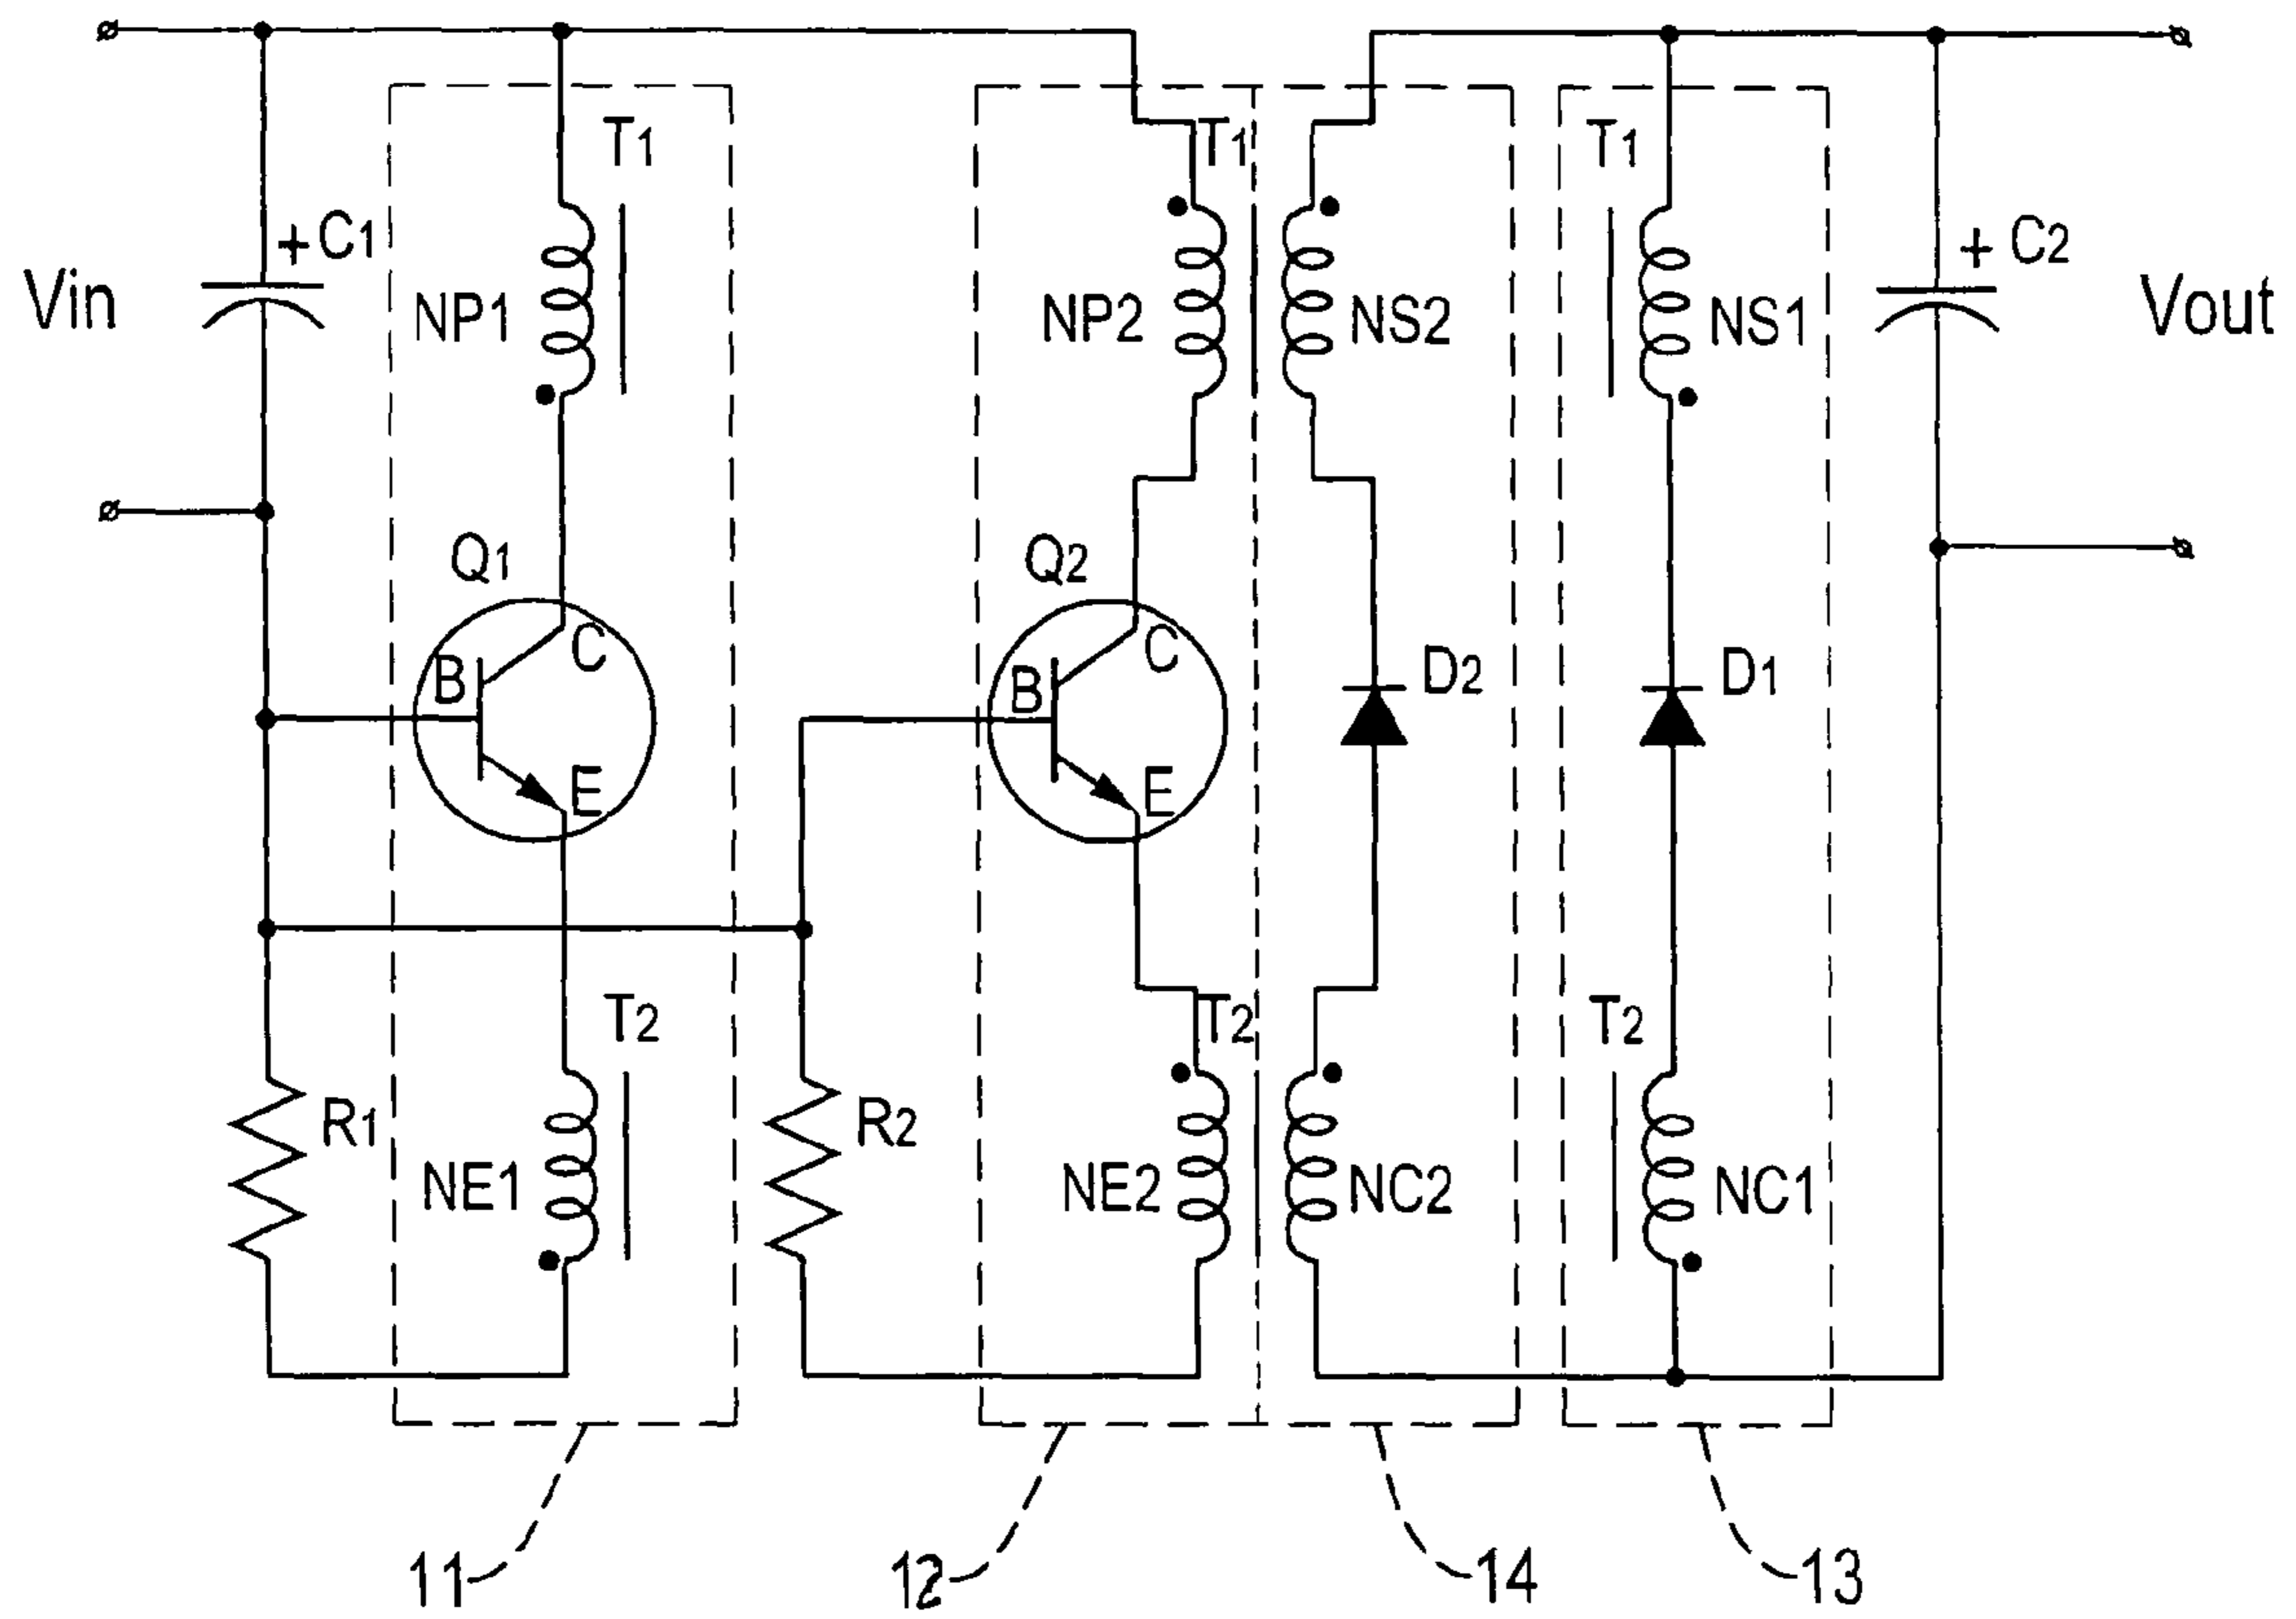 T1
T1
T1
+ C1
+ C2
Vin
NP1
NP2
NS2
NS1
Vout
Q1
Q2
C
C
B
B
D2
D1
E
E
T2
T2
T2
R1
R2
NE1
NE2
NC2
NC1
11
12
14
13